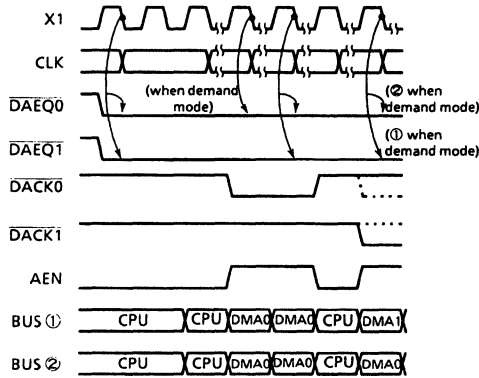 X1
CLK
(when demand
mode)
(② when
demand mode)
DAEQ0
(① when
demand mode)
DAEQ1
DACK0
DACK1
AEN
BUS ① CPU CPU DMA0 DMA0 CPU DMA1
BUS ② CPU CPU DMA0 DMA0 CPU DMA0